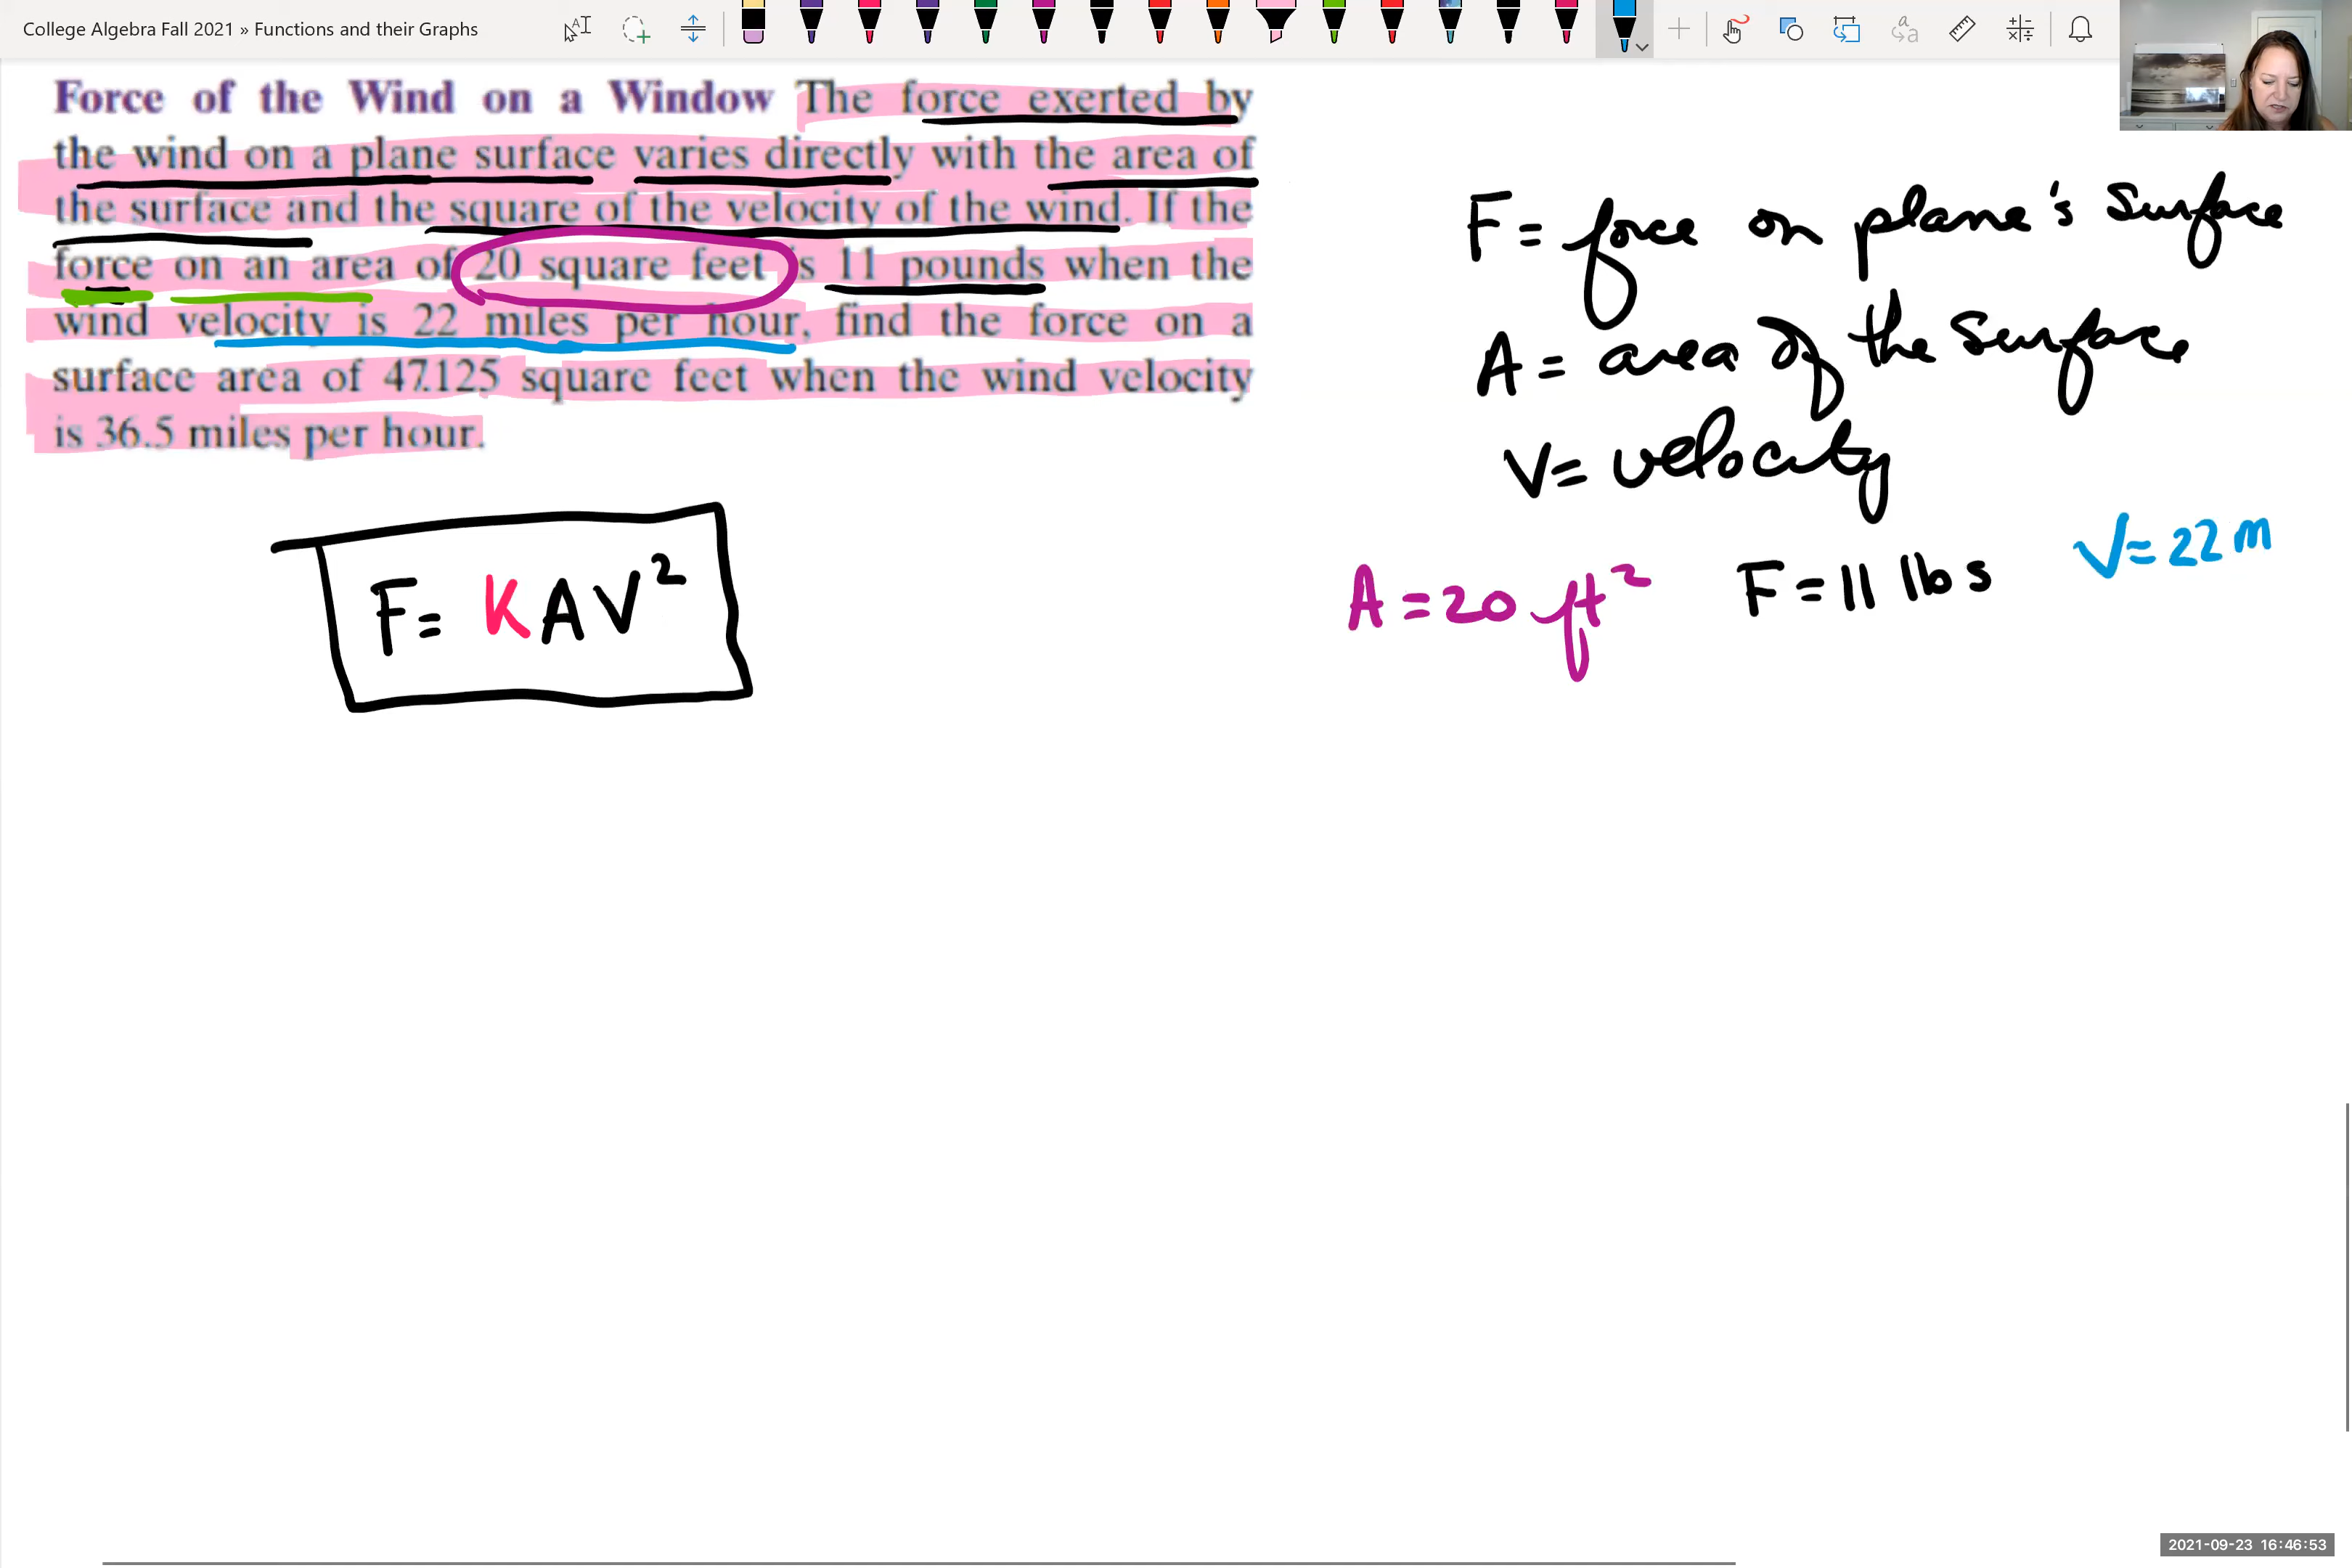 College Algebra Fall 2021 » Functions and their Graphs
Force of the Wind on a Window The force exerted by
the wind on a plane surface varies directly with the area of
the surface and the square of the velocity of the wind. If the
force on an area of 20 square feet is 11 pounds when the
wind velocity is 22 miles per hour, find the force on a
surface area of 47.125 square feet when the wind velocity
is 36.5 miles per hour.
F = force on plane's surface
A = area of the surface
V = velocity
V = 22 m
A = 20 ft²
F = 11 lbs
F = KAV²
2021-09-23 16:46:53